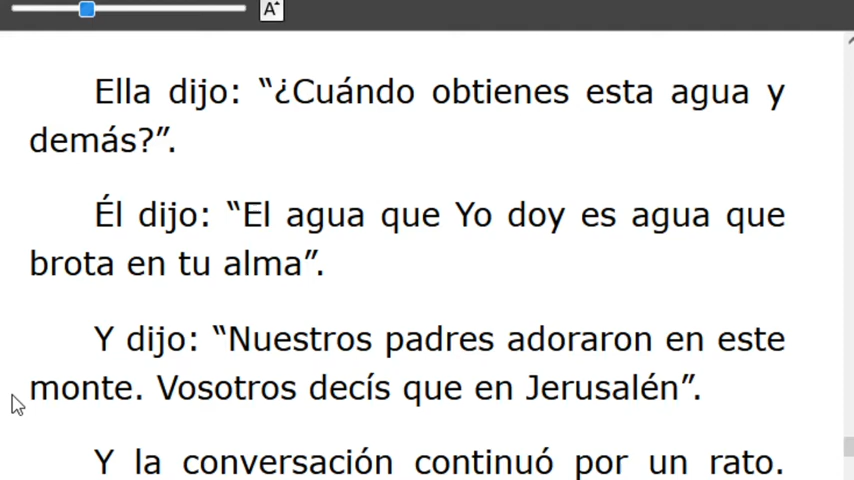 A
Ella dijo: “¿Cuándo obtienes esta agua y
demás?”.
Él dijo: “El agua que Yo doy es agua que
brota en tu alma”.
Y dijo: “Nuestros padres adoraron en este
monte. Vosotros decís que en Jerusalén”.
Y la conversación continuó por un rato.